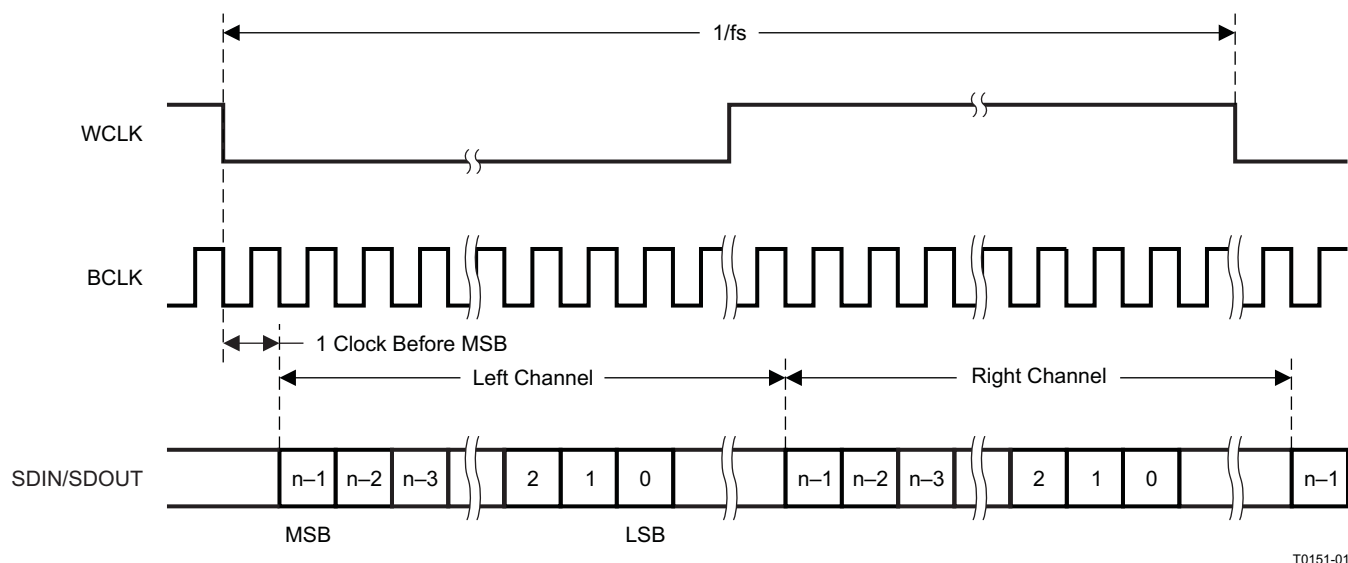 1/fs
WCLK
BCLK
1 Clock Before MSB
Left Channel
Right Channel
SDIN/SDOUT
n–1 n–2 n–3 2 1 0 n–1 n–2 n–3 2 1 0 n–1
MSB LSB
T0151-01